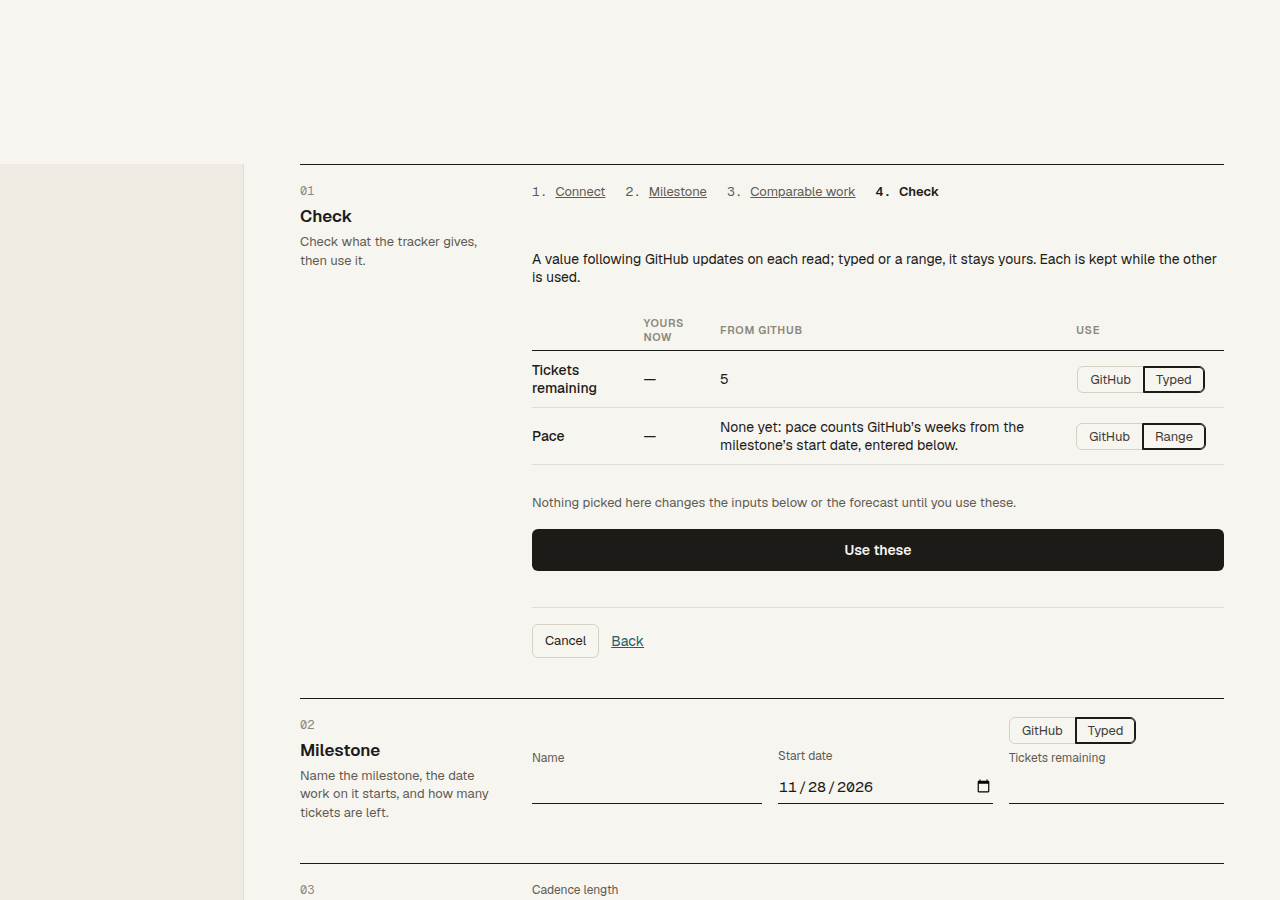 01
Check
Check what the tracker gives,
then use it.
1. Connect 2. Milestone 3. Comparable work 4. Check
A value following GitHub updates on each read; typed or a range, it stays yours. Each is kept while the other
is used.
YOURS
NOW
FROM GITHUB
USE
Tickets
remaining
—
5
GitHub Typed
Pace
—
None yet: pace counts GitHub's weeks from the
milestone's start date, entered below.
GitHub Range
Nothing picked here changes the inputs below or the forecast until you use these.
Use these
Cancel Back
02
Milestone
Name the milestone, the date
work on it starts, and how many
tickets are left.
Name
Start date
11/28/2026
GitHub Typed
Tickets remaining
03
Cadence length